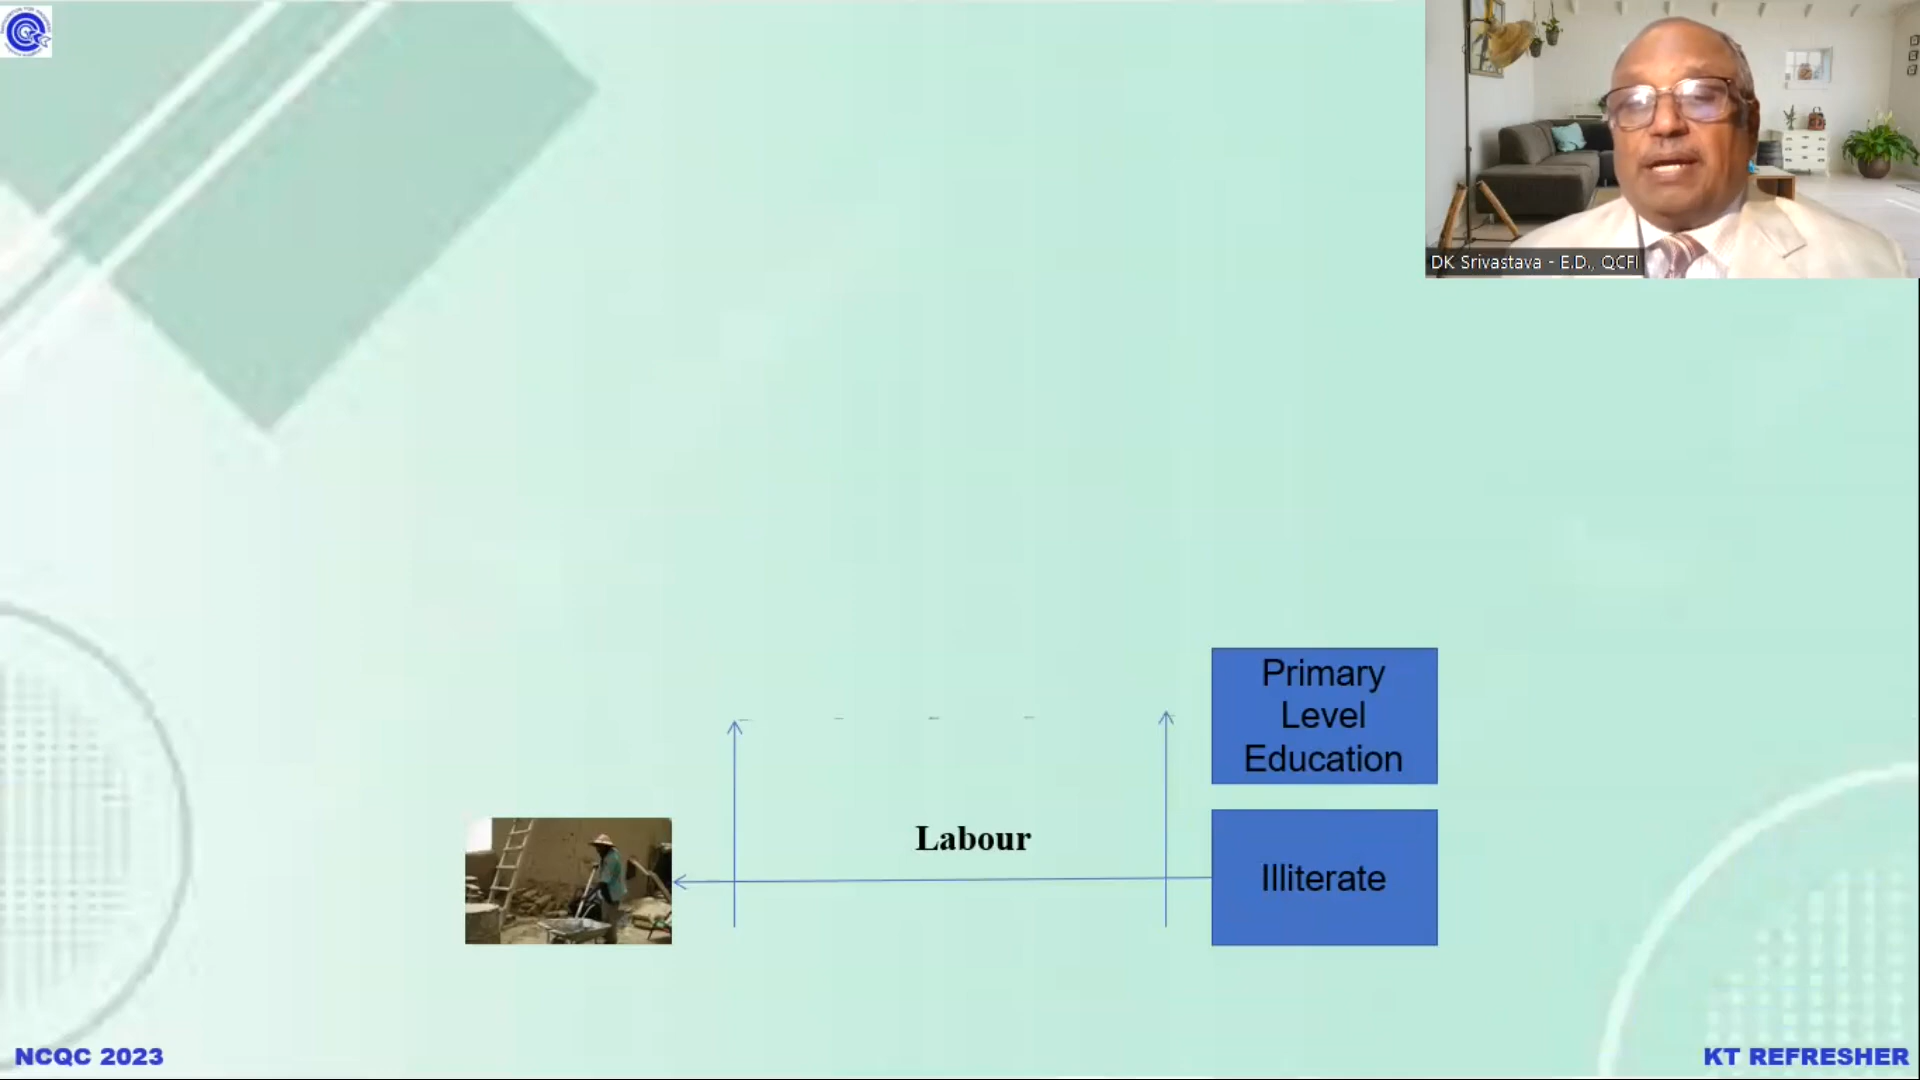 DK Srivastava - E.D., QCFI
Primary
Level
Education
Labour
Illiterate
NCQC 2023
KT REFRESHER